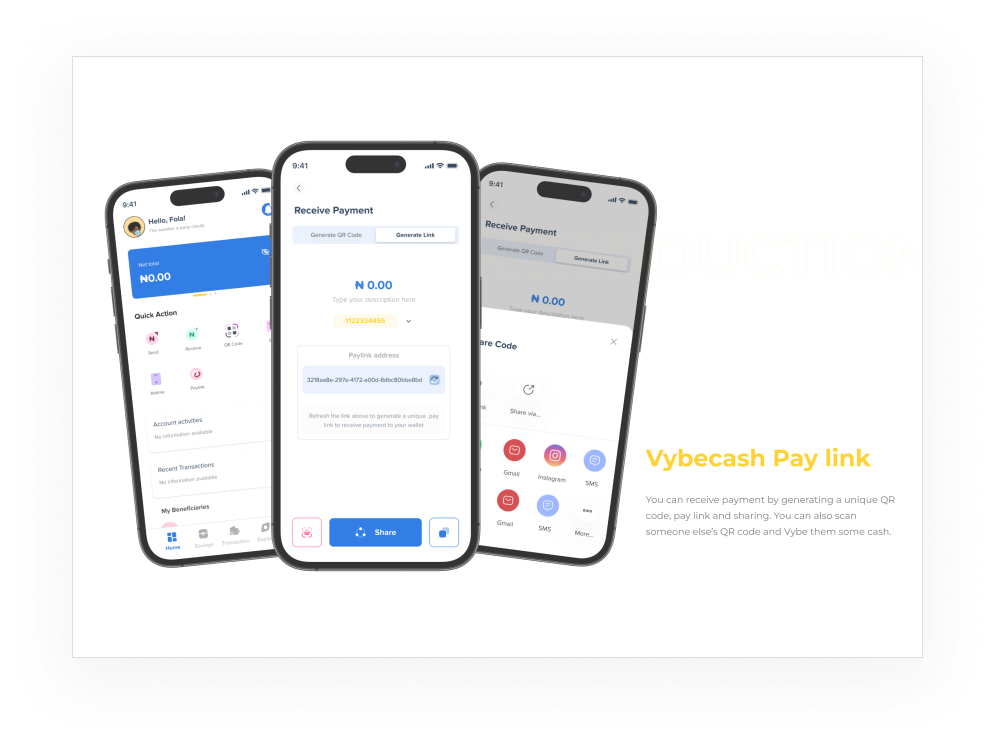 9:41
Hello, Fola!
The weather is partly cloudy
Net total
₦0.00
Quick Action
Send
Receive
QR Code
Airtime
Paylink
Account activities
No information available
Recent Transactions
No information available
My Beneficiaries
Home
Savings
Transaction
9:41
Receive Payment
Generate QR Code
Generate Link
₦ 0.00
Type your description here
1122334455
Paylink address
3218aa8e-297e-4172-a00d-8dbc80bbe8bd
Refresh the link above to generate a unique pay
link to receive payment to your wallet
Share
9:41
Receive Payment
Generate QR Code
Generate Link
₦ 0.00
Type your description here
are Code
Share via...
Gmail
Instagram
SMS
Gmail
SMS
More...
DUCTION
Vybecash Pay link
You can receive payment by generating a unique QR
code, pay link and sharing. You can also scan
someone else's QR code and Vybe them some cash.